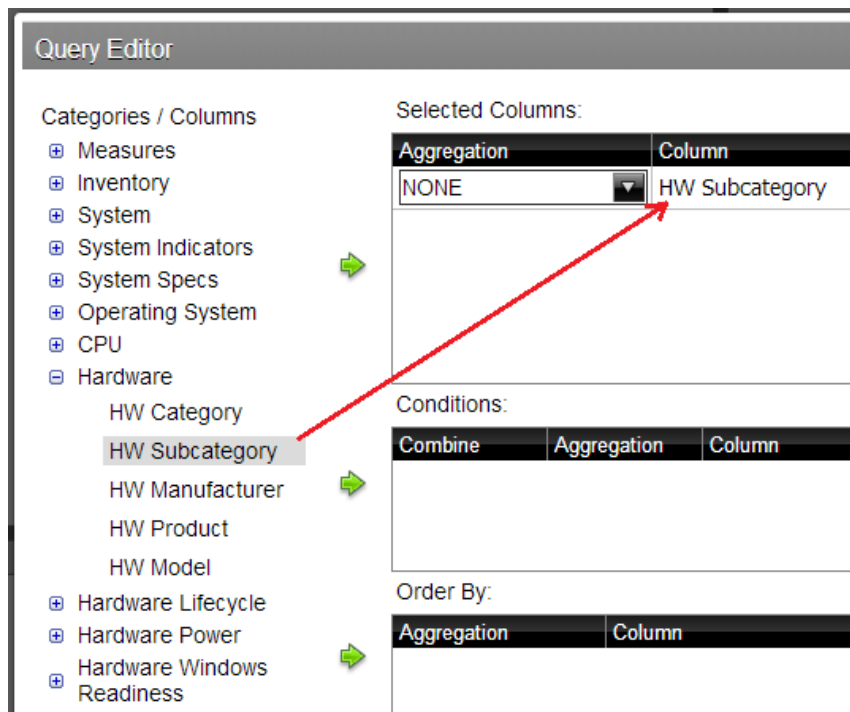 Query Editor
Categories / Columns
Measures
Inventory
System
System Indicators
System Specs
Operating System
CPU
Hardware
HW Category
HW Subcategory
HW Manufacturer
HW Product
HW Model
Hardware Lifecycle
Hardware Power
Hardware Windows
Readiness
Selected Columns:
Aggregation Column
NONE HW Subcategory
Conditions:
Combine Aggregation Column
Order By:
Aggregation Column